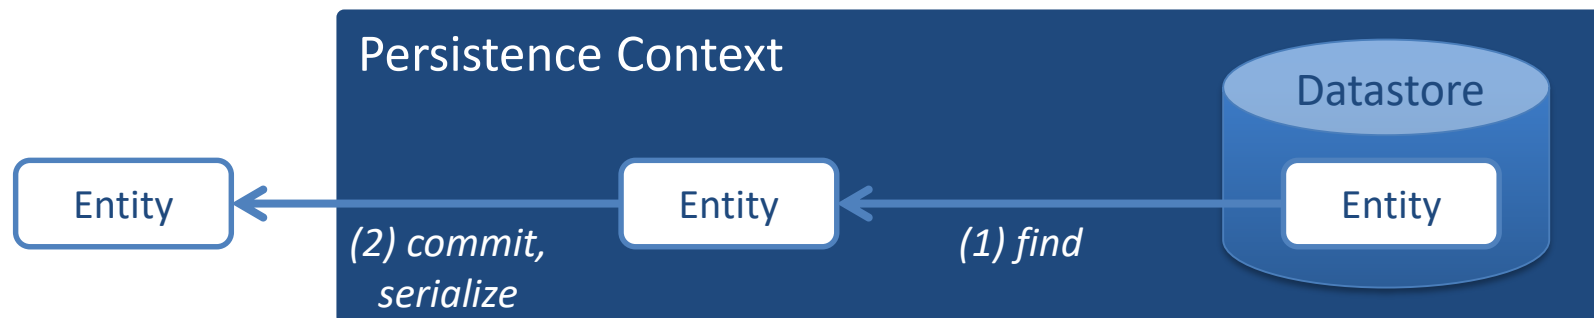 Persistence Context
Datastore
Entity
Entity
Entity
(2) commit,
serialize
(1) find